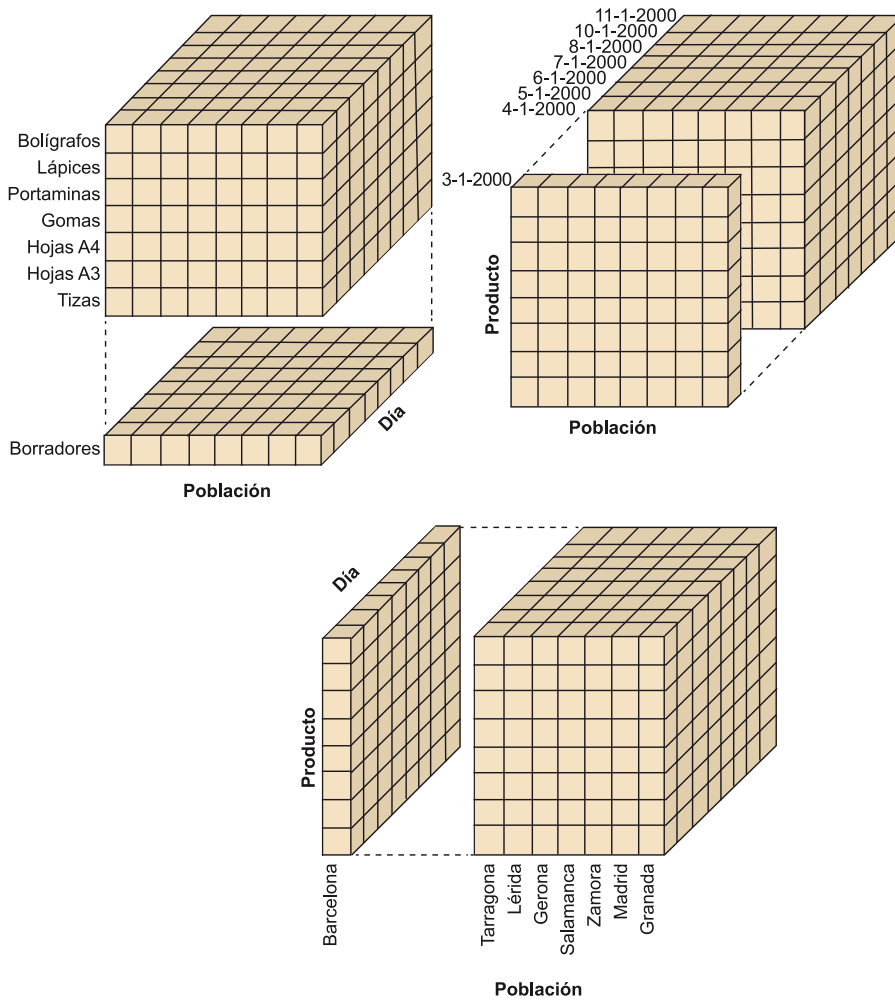 Bolígrafos
Lápices
Portaminas
Gomas
Hojas A4
Hojas A3
Tizas
Borradores
Día
Población
11-1-2000
10-1-2000
8-1-2000
7-1-2000
6-1-2000
5-1-2000
4-1-2000
3-1-2000
Producto
Población
Día
Producto
Barcelona
Tarragona
Lérida
Gerona
Salamanca
Zamora
Madrid
Granada
Población